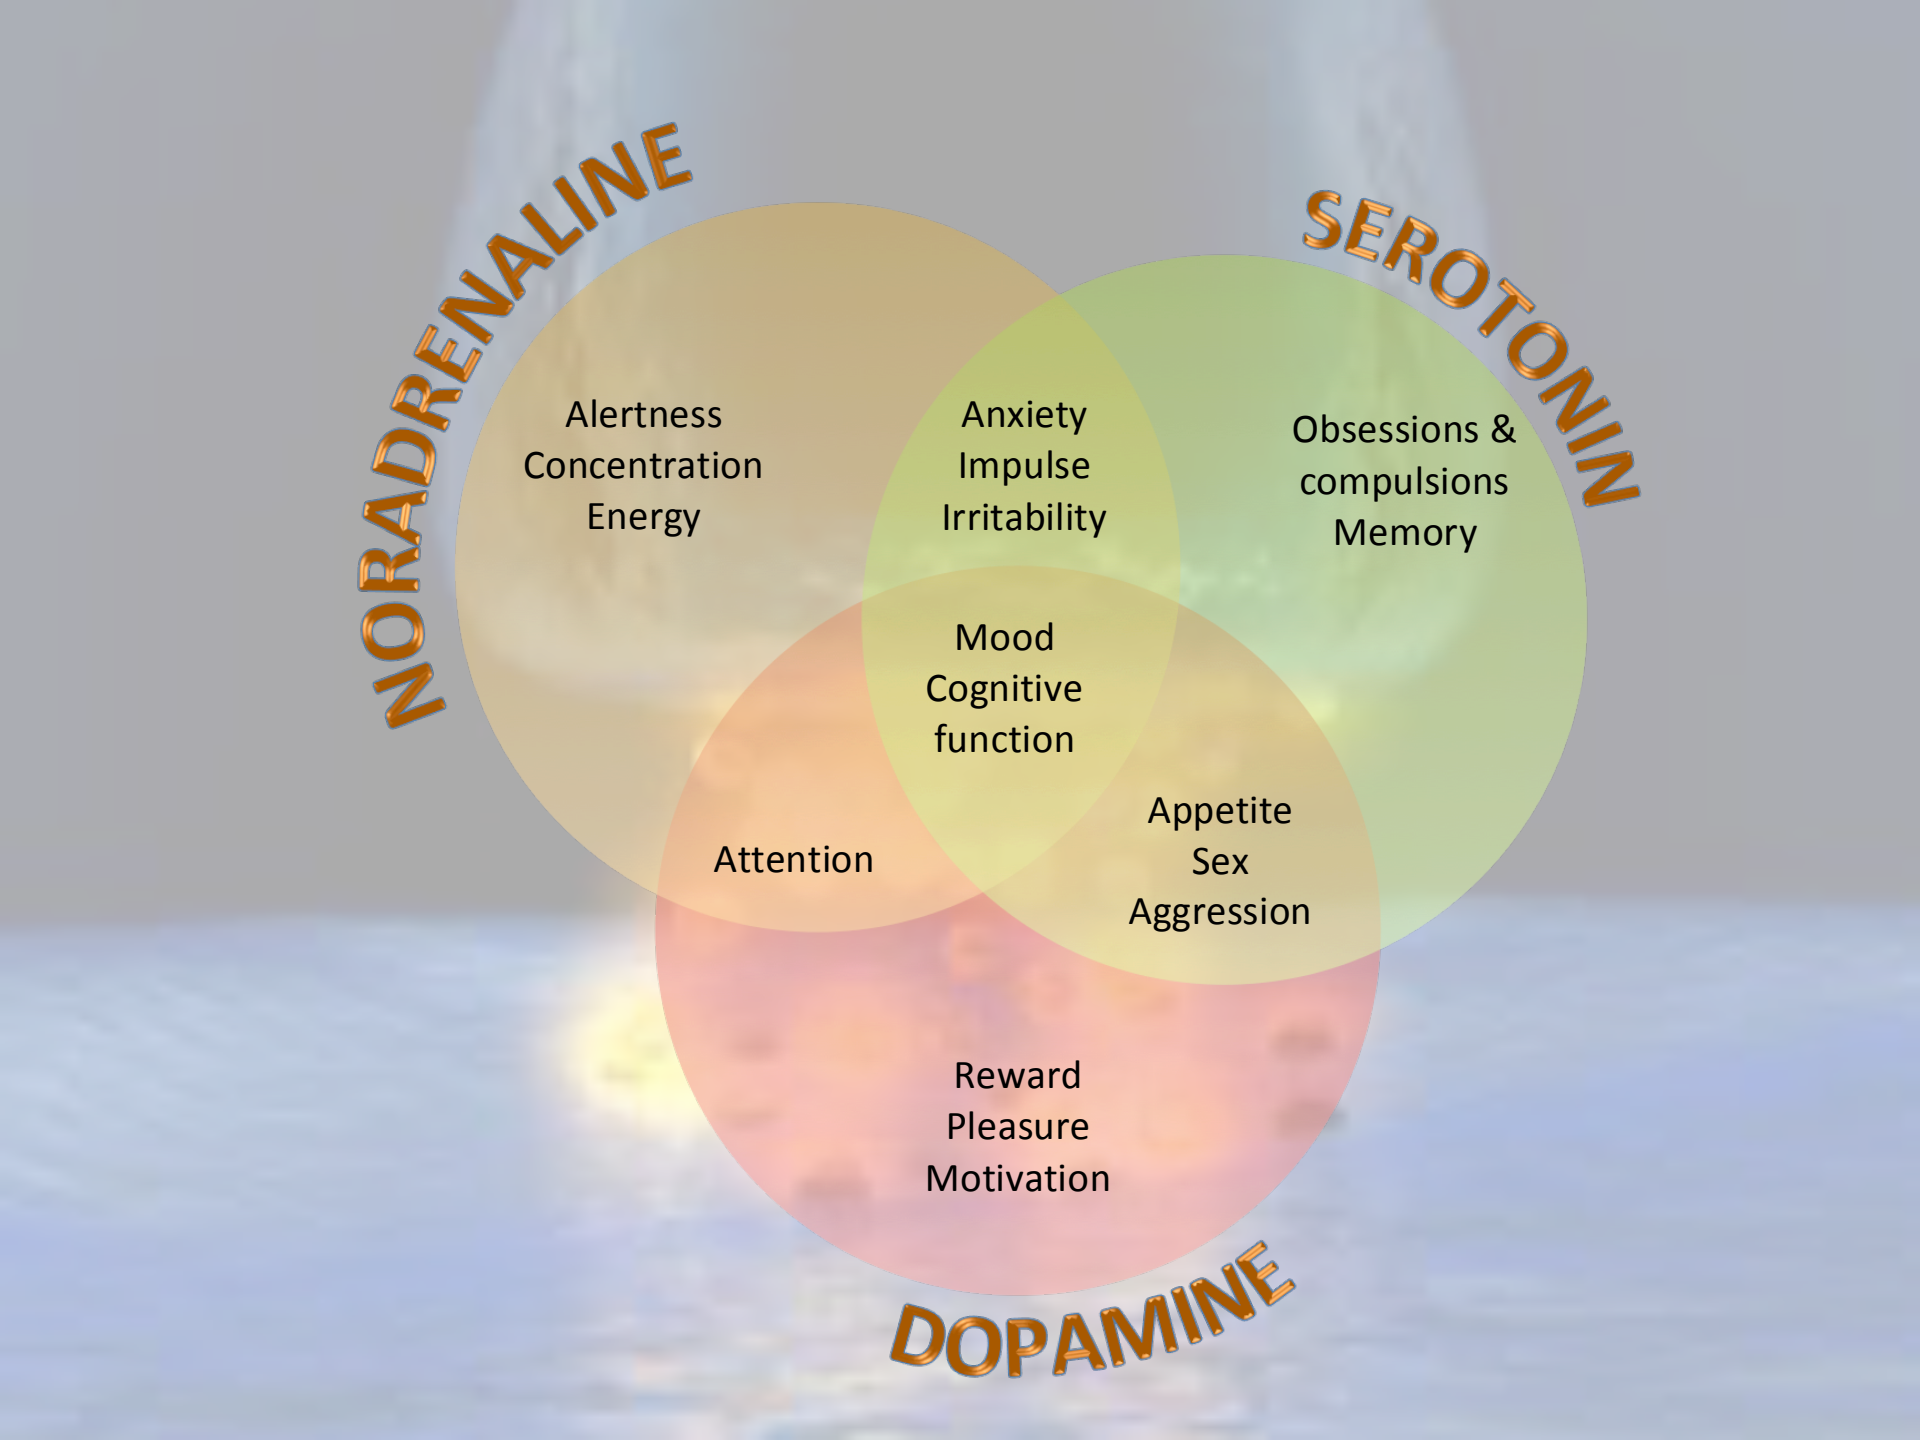 NORADRENALINE
SEROTONIN
Alertness
Concentration
Energy
Anxiety
Impulse
Irritability
Obsessions &
compulsions
Memory
Mood
Cognitive
function
Attention
Appetite
Sex
Aggression
Reward
Pleasure
Motivation
DOPAMINE